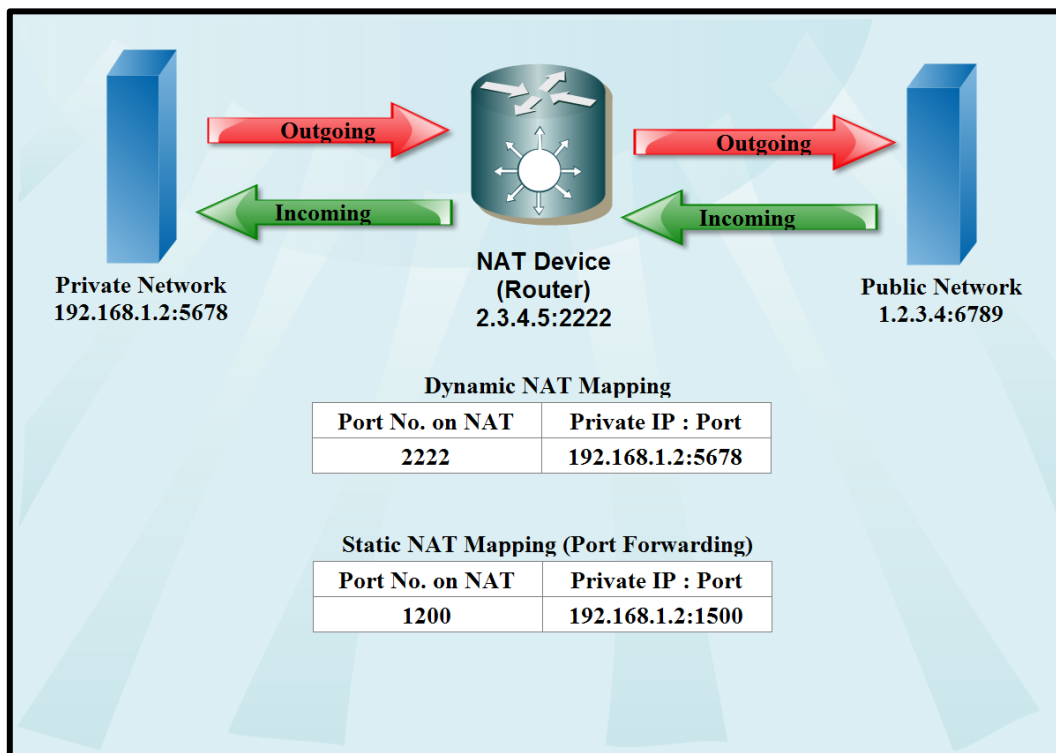 Outgoing
Outgoing
Incoming
Incoming
Private Network
192.168.1.2:5678
NAT Device
(Router)
2.3.4.5:2222
Public Network
1.2.3.4:6789
Dynamic NAT Mapping
Port No. on NAT Private IP : Port
2222 192.168.1.2:5678
Static NAT Mapping (Port Forwarding)
Port No. on NAT Private IP : Port
1200 192.168.1.2:1500